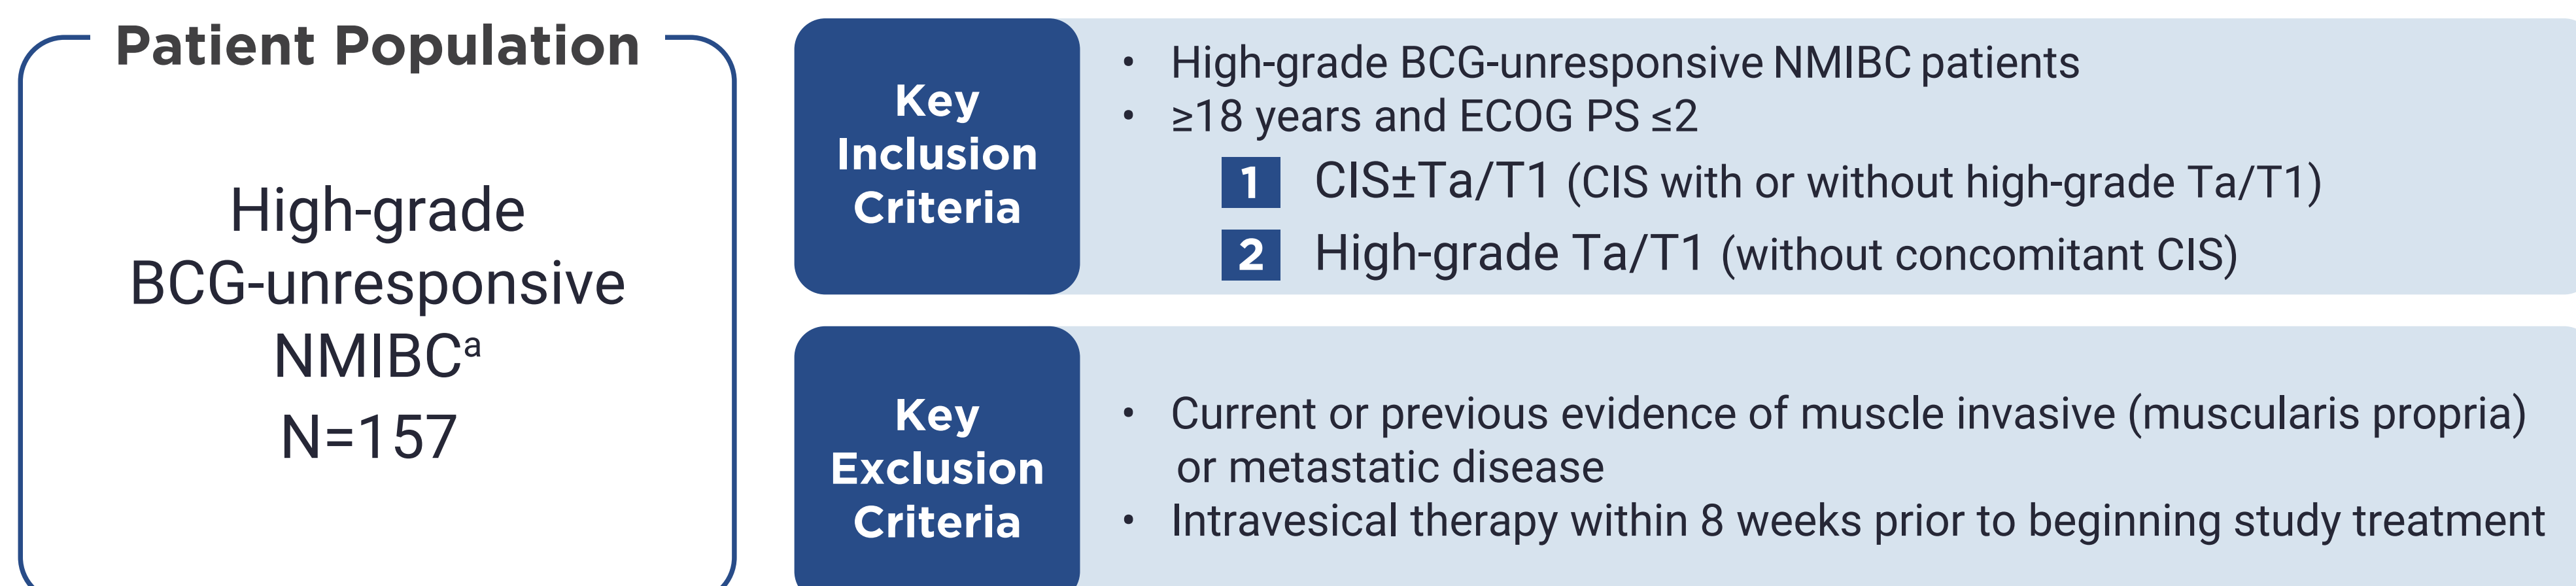 Patient Population
High-grade
BCG-unresponsive
NMIBCᵃ
N=157
Key
Inclusion
Criteria
• High-grade BCG-unresponsive NMIBC patients
• ≥18 years and ECOG PS ≤2
1 CIS±Ta/T1 (CIS with or without high-grade Ta/T1)
2 High-grade Ta/T1 (without concomitant CIS)
Key
Exclusion
Criteria
• Current or previous evidence of muscle invasive (muscularis propria)
or metastatic disease
• Intravesical therapy within 8 weeks prior to beginning study treatment